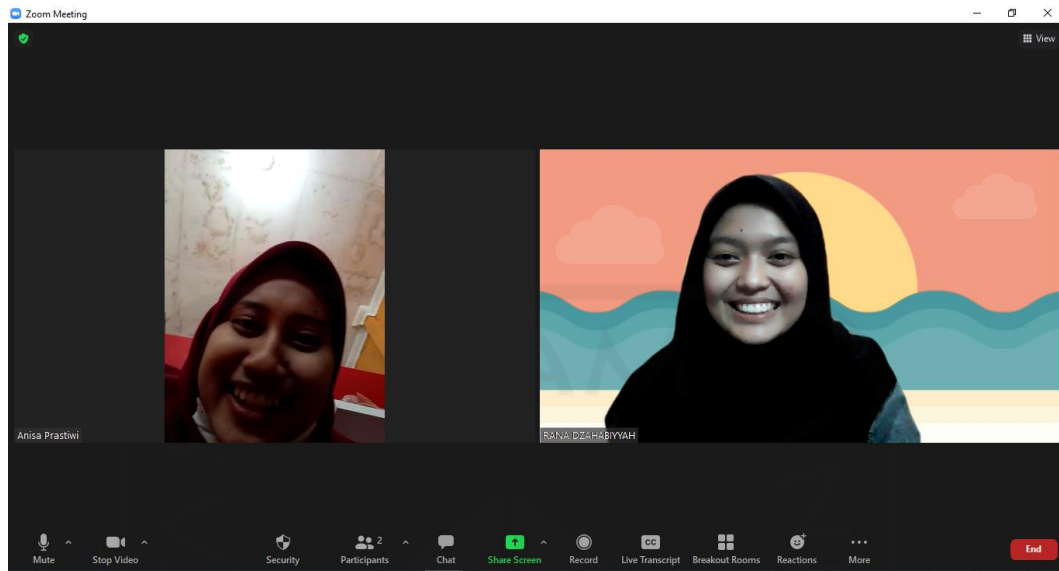 Zoom Meeting
View
Anisa Prastiwi
RANA DZAHABIYYAH
2
Mute
Stop Video
Security
Participants
Chat
Share Screen
Record
CC
Live Transcript
Breakout Rooms
Reactions
More
End